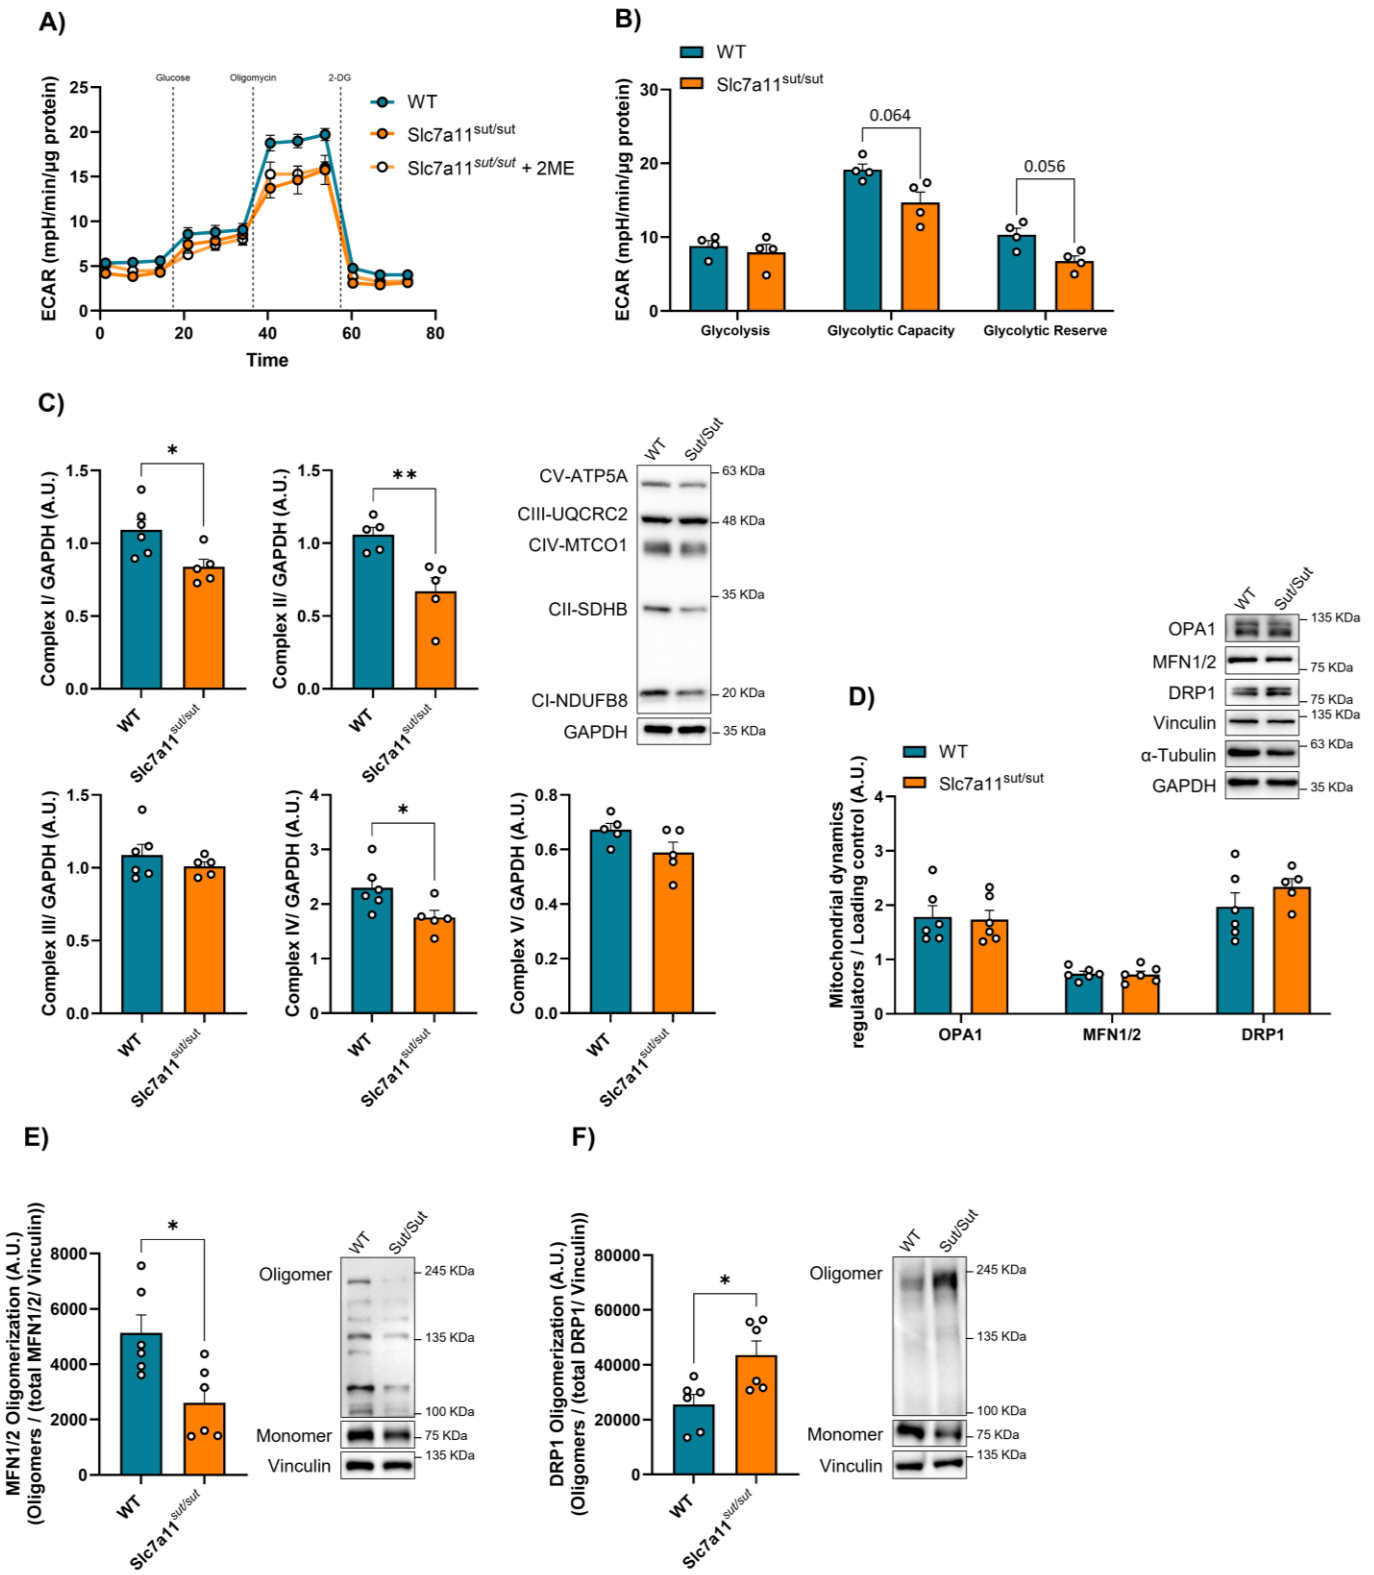 A)
Glucose
Oligomycin
2-DG
ECAR (mpH/min/µg protein)
25
20
15
10
5
0
0
20
40
60
80
Time
WT
Slc7a11sut/sut
Slc7a11sut/sut + 2ME
B)
WT
Slc7a11sut/sut
ECAR (mpH/min/µg protein)
30
20
10
0
0.064
0.056
Glycolysis
Glycolytic Capacity
Glycolytic Reserve
C)
Complex I/ GAPDH (A.U.)
1.5
1.0
0.5
0.0
*
WT
Slc7a11sut/sut
Complex II/ GAPDH (A.U.)
1.5
1.0
0.5
0.0
**
WT
Slc7a11sut/sut
WT
Sut/Sut
CV-ATP5A
CIII-UQCRC2
CIV-MTCO1
CII-SDHB
CI-NDUFB8
GAPDH
63 KDa
48 KDa
35 KDa
20 KDa
35 KDa
Complex III/ GAPDH (A.U.)
1.5
1.0
0.5
0.0
WT
Slc7a11sut/sut
Complex IV/ GAPDH (A.U.)
4
3
2
1
0
*
WT
Slc7a11sut/sut
Complex V/ GAPDH (A.U.)
0.8
0.6
0.4
0.2
0.0
WT
Slc7a11sut/sut
D)
WT
Slc7a11sut/sut
Mitochondrial dynamics
regulators / Loading control (A.U.)
4
3
2
1
0
OPA1
MFN1/2
DRP1
WT
Sut/Sut
OPA1
MFN1/2
DRP1
Vinculin
α-Tubulin
GAPDH
135 KDa
75 KDa
75 KDa
135 KDa
63 KDa
35 KDa
E)
MFN1/2 Oligomerization (A.U.)
(Oligomers / (total MFN1/2/ Vinculin))
8000
6000
4000
2000
0
*
WT
Slc7a11sut/sut
WT
Sut/Sut
Oligomer
Monomer
Vinculin
245 KDa
135 KDa
100 KDa
75 KDa
135 KDa
F)
DRP1 Oligomerization (A.U.)
(Oligomers / (total DRP1/ Vinculin))
80000
60000
40000
20000
0
*
WT
Slc7a11sut/sut
WT
Sut/Sut
Oligomer
Monomer
Vinculin
245 KDa
135 KDa
100 KDa
75 KDa
135 KDa